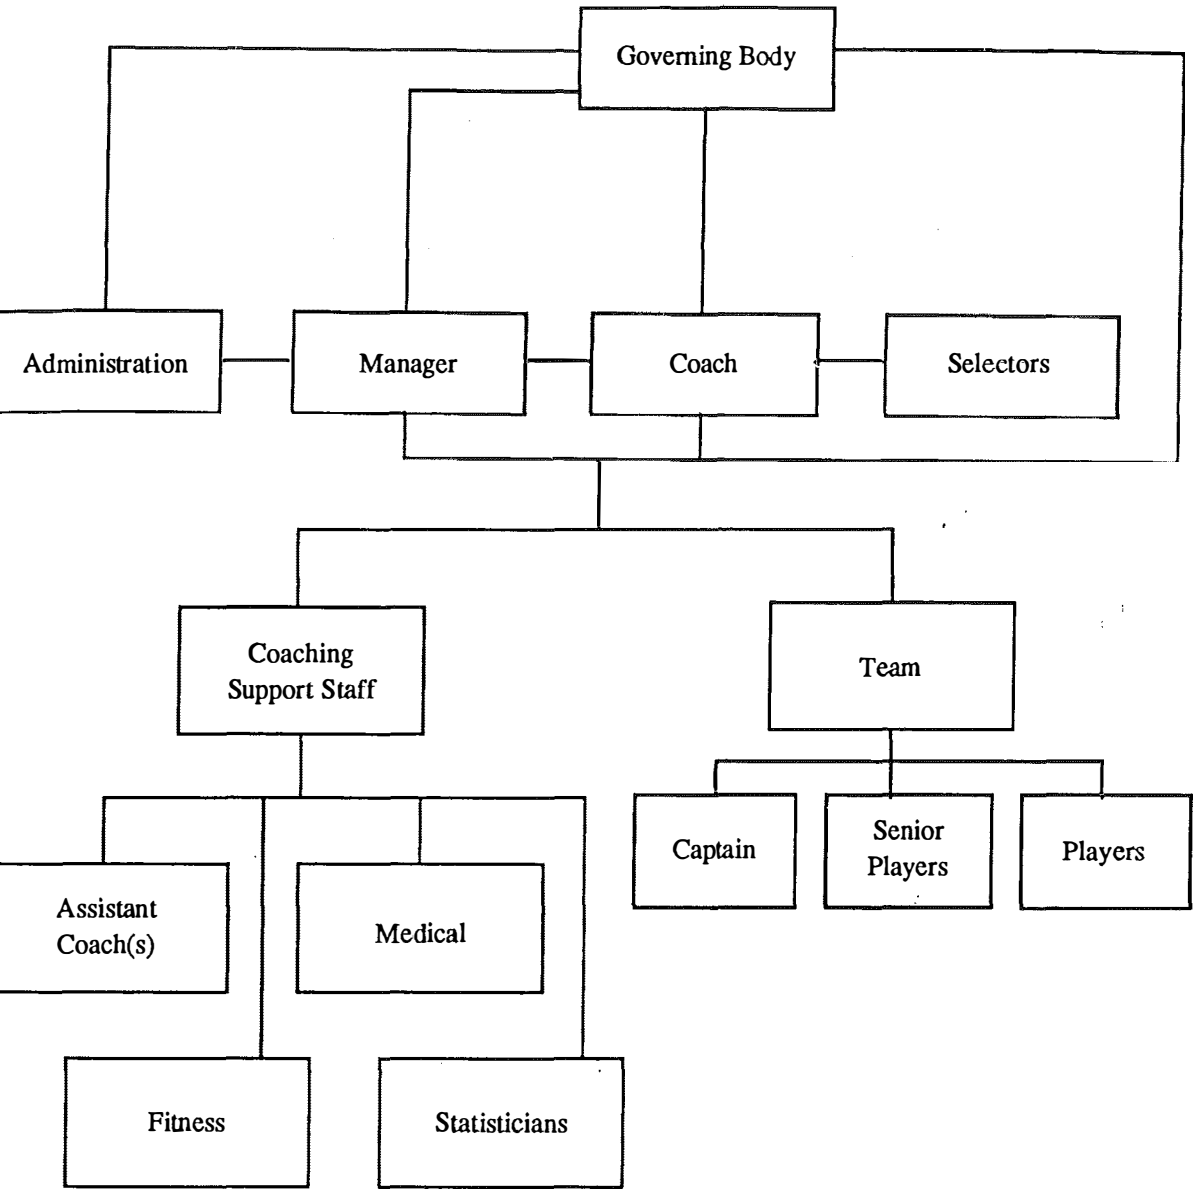 Governing Body
Administration
Manager
Coach
Selectors
Coaching
Support Staff
Team
Captain
Senior
Players
Players
Assistant
Coach(s)
Medical
Fitness
Statisticians